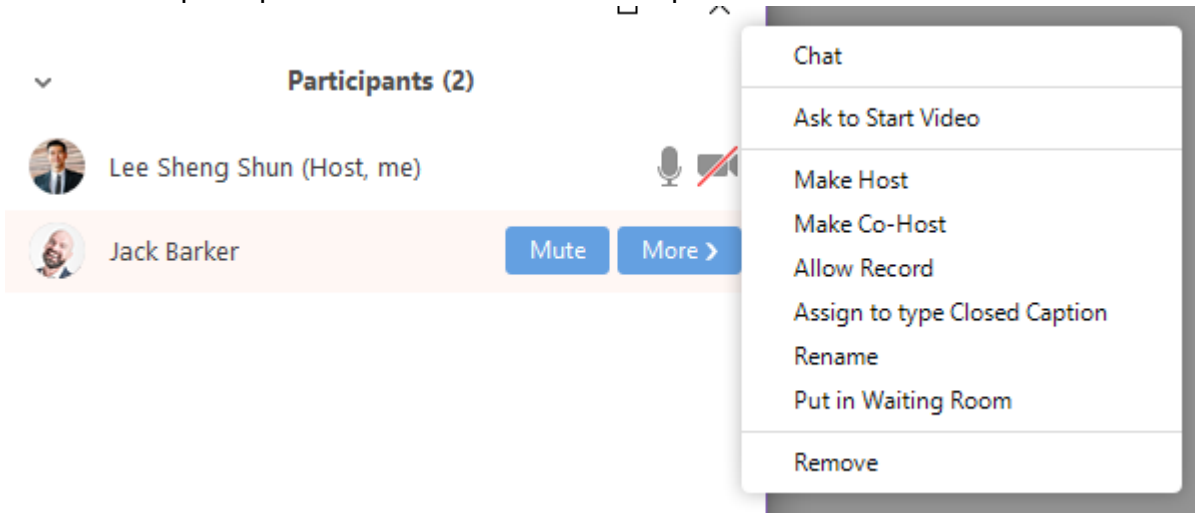 Participants (2)
Lee Sheng Shun (Host, me)
Jack Barker
Mute
More ❯
Chat
Ask to Start Video
Make Host
Make Co-Host
Allow Record
Assign to type Closed Caption
Rename
Put in Waiting Room
Remove